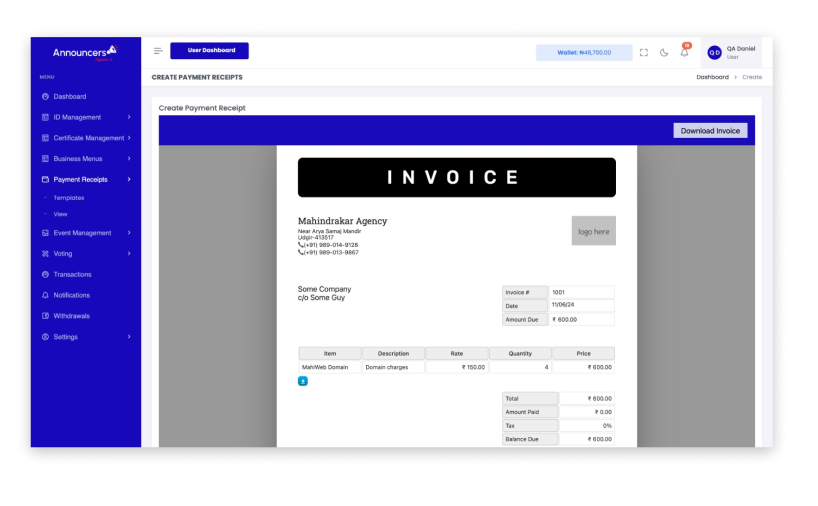 Announcers
User Dashboard
Wallet: ₦46,700.00
QD
QA Daniel
User
MENU
Dashboard
ID Management
Certificate Management
Business Menus
Payment Receipts
Templates
View
Event Management
Voting
Transactions
Notifications
Withdrawals
Settings
CREATE PAYMENT RECEIPTS
Dashboard > Create
Create Payment Receipt
Download Invoice
INVOICE
Mahindrakar Agency
Near Arya Samaj Mandir
Udgir-413517
(+91) 989-014-9128
(+91) 989-013-9867
logo here
Some Company
c/o Some Guy
Invoice # 1001
Date 11/06/24
Amount Due ₹ 600.00
Item Description Rate Quantity Price
MahiWeb Domain Domain charges ₹ 150.00 4 ₹ 600.00
+
Total ₹ 600.00
Amount Paid ₹ 0.00
Tax 0%
Balance Due ₹ 600.00